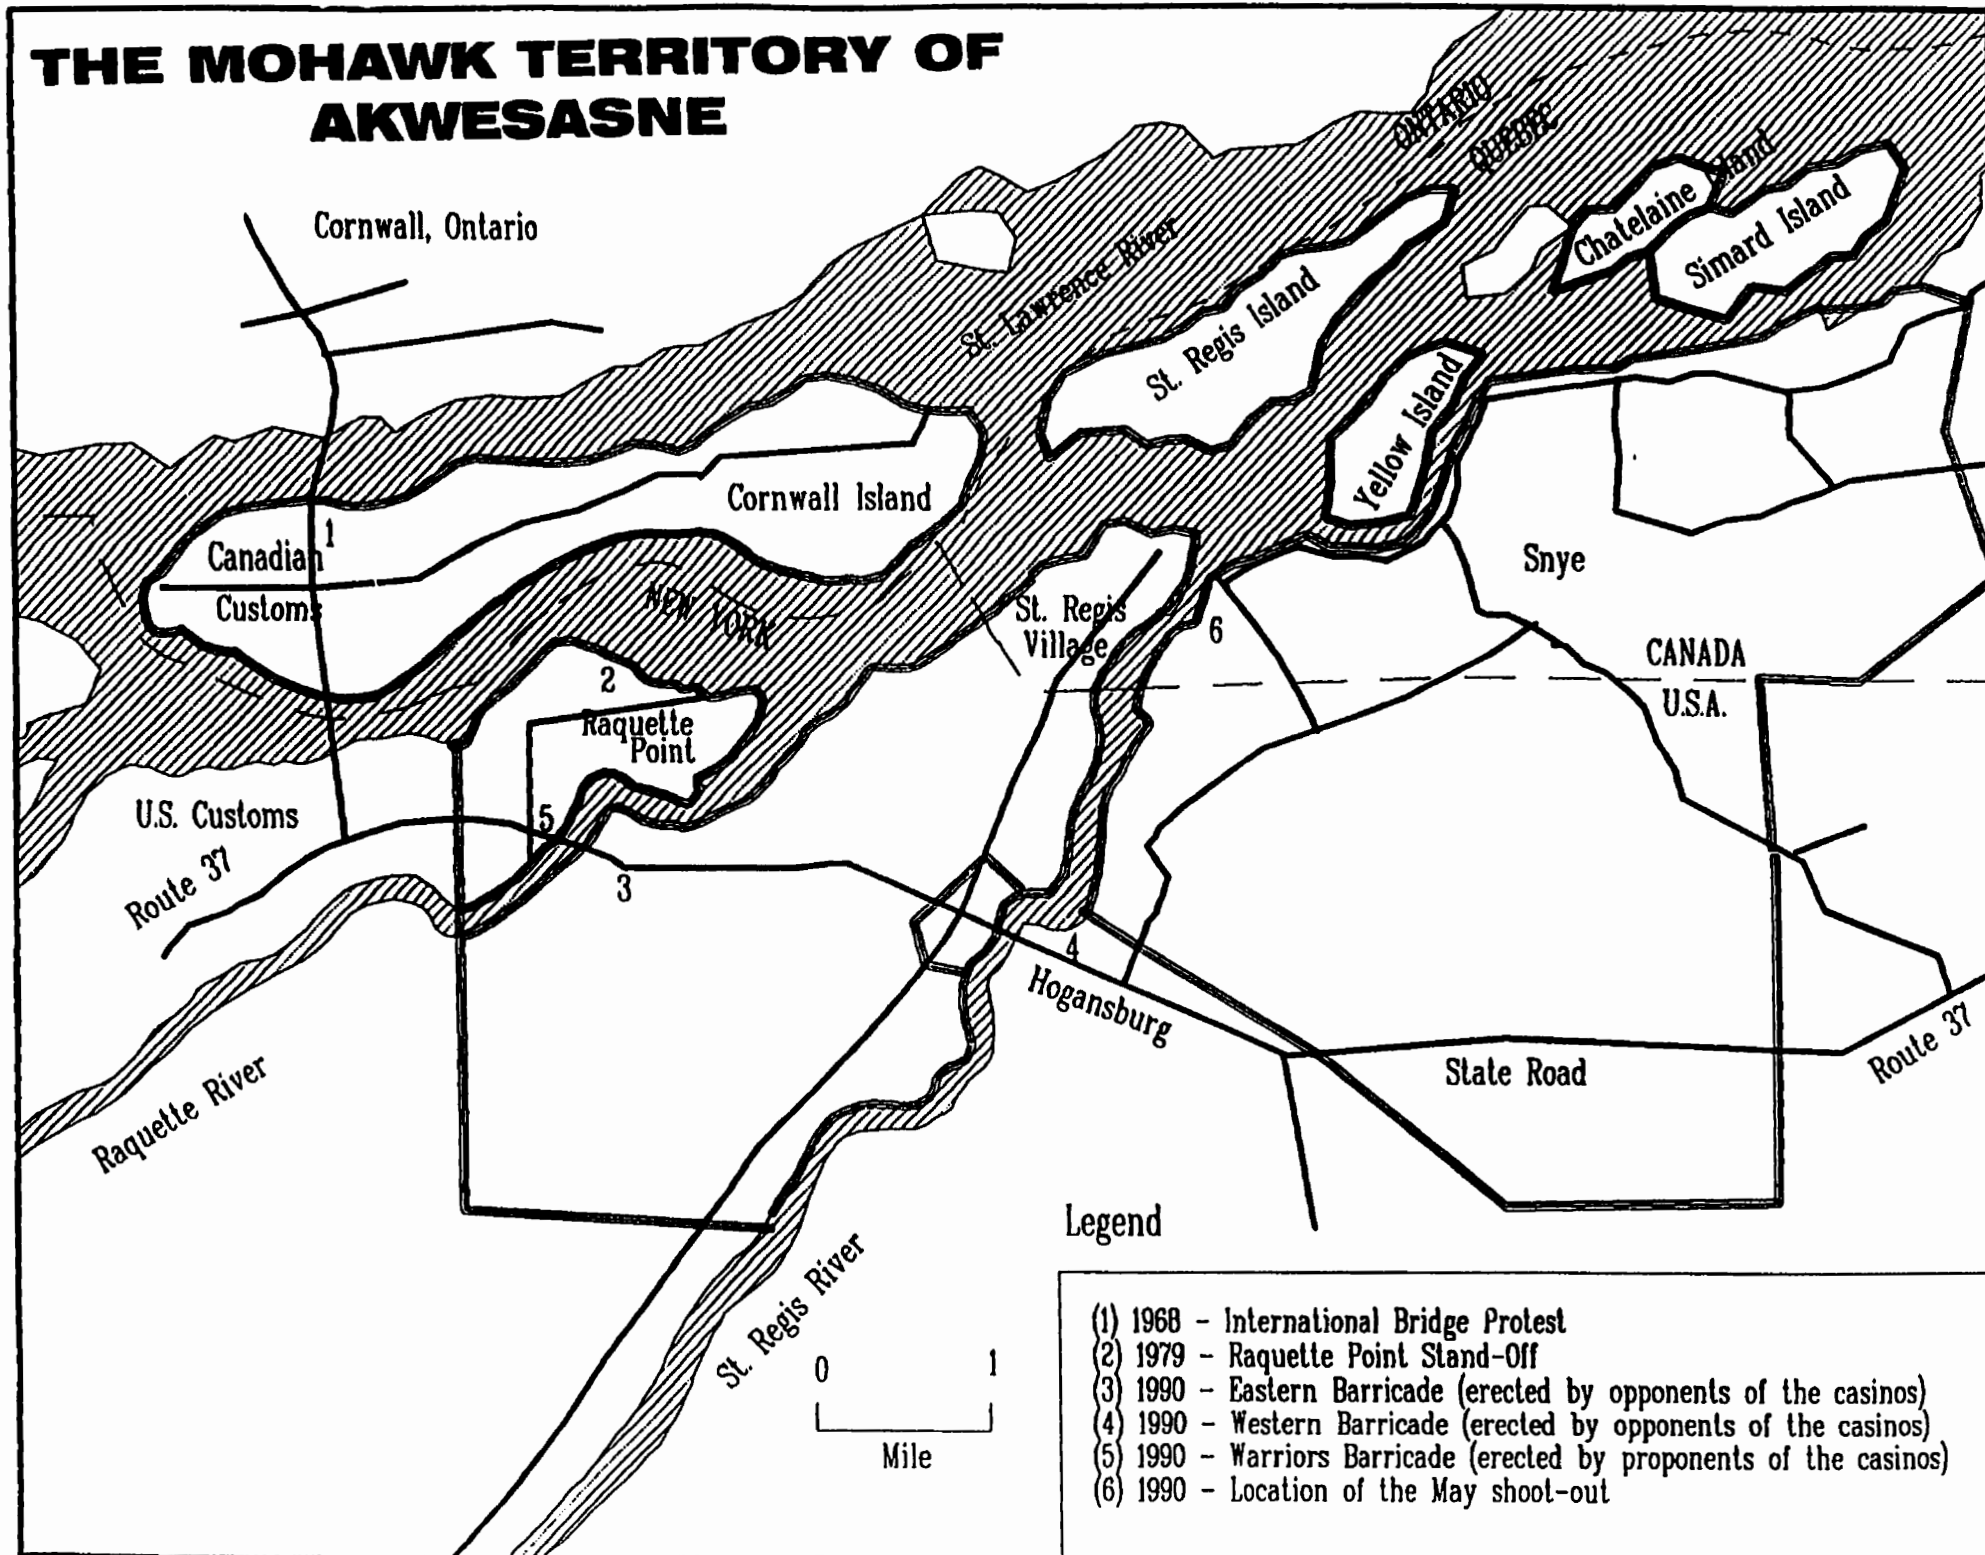 THE MOHAWK TERRITORY OF
AKWESASNE
ONTARIO
QUEBEC
Cornwall, Ontario
St. Lawrence River
St. Regis Island
Chatelaine Island
Simard Island
Yellow Island
Cornwall Island
1
Canadian
Customs
NEW YORK
St. Regis
Village
6
Snye
CANADA
U.S.A.
2
Raquette
Point
U.S. Customs
5
Route 37
3
4
Hogansburg
State Road
Route 37
Raquette River
St. Regis River
0 1
Mile
Legend
(1) 1968 - International Bridge Protest
(2) 1979 - Raquette Point Stand-Off
(3) 1990 - Eastern Barricade (erected by opponents of the casinos)
(4) 1990 - Western Barricade (erected by opponents of the casinos)
(5) 1990 - Warriors Barricade (erected by proponents of the casinos)
(6) 1990 - Location of the May shoot-out